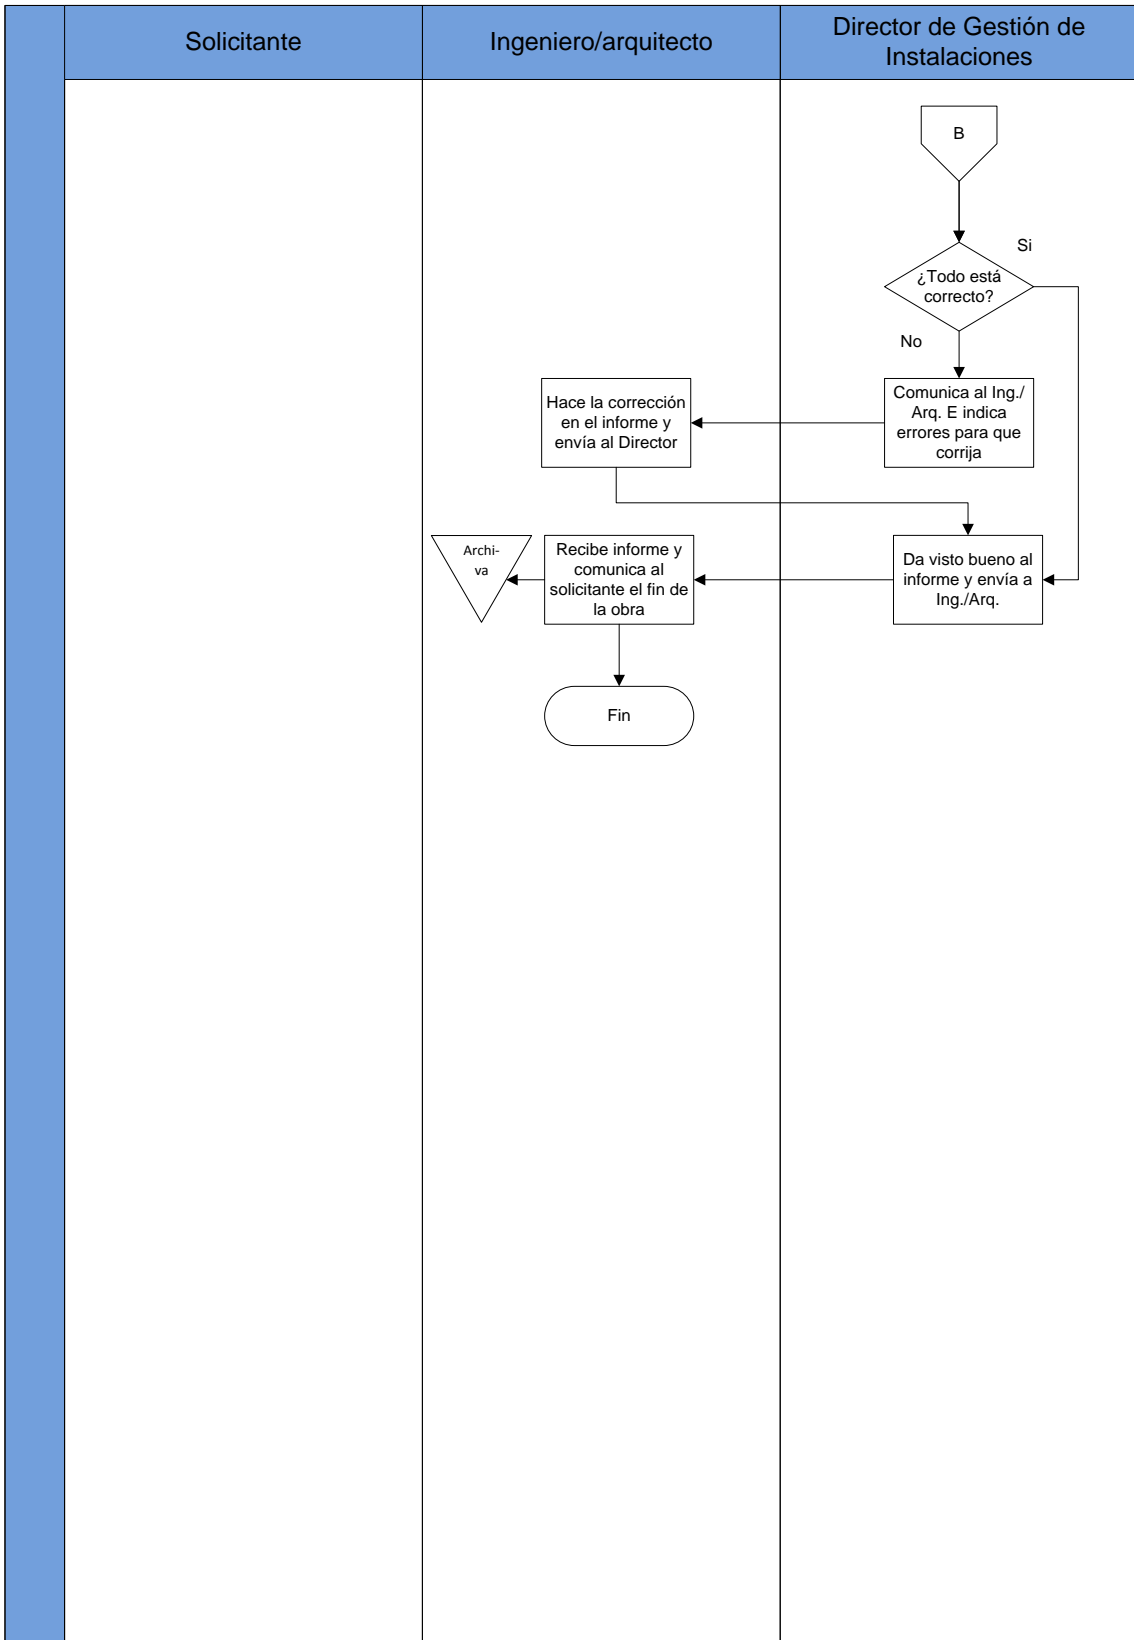 Solicitante
Ingeniero/arquitecto
Director de Gestión de
Instalaciones
B
Si
¿Todo está
correcto?
No
Comunica al Ing./
Arq. E indica
errores para que
corrija
Hace la corrección
en el informe y
envía al Director
Da visto bueno al
informe y envía a
Ing./Arq.
Recibe informe y
comunica al
solicitante el fin de
la obra
Archi-
va
Fin